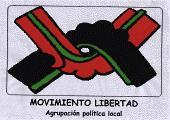 MOVIMIENTO LIBERTAD
Agrupación política local